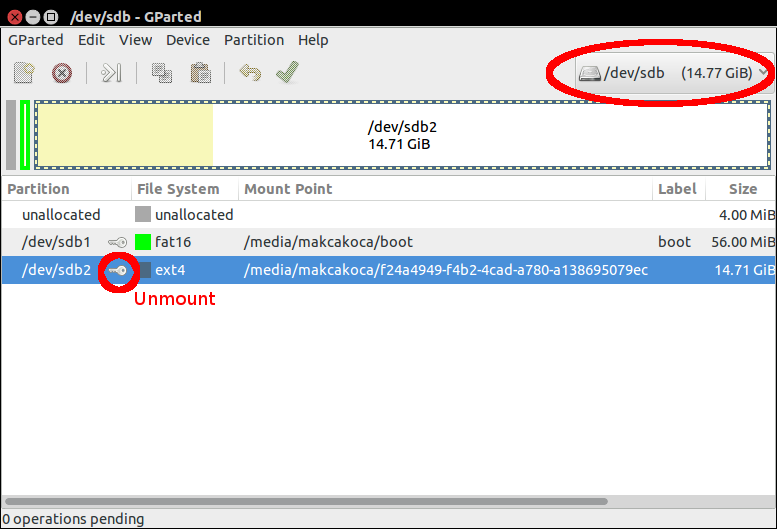 /dev/sdb - GParted
GParted Edit View Device Partition Help
/dev/sdb (14.77 GiB)
/dev/sdb2
14.71 GiB
Partition File System Mount Point Label Size
unallocated unallocated 4.00 MiB
/dev/sdb1 fat16 /media/makcakoca/boot boot 56.00 MiB
/dev/sdb2 ext4 /media/makcakoca/f24a4949-f4b2-4cad-a780-a138695079ec 14.71 GiB
Unmount
0 operations pending